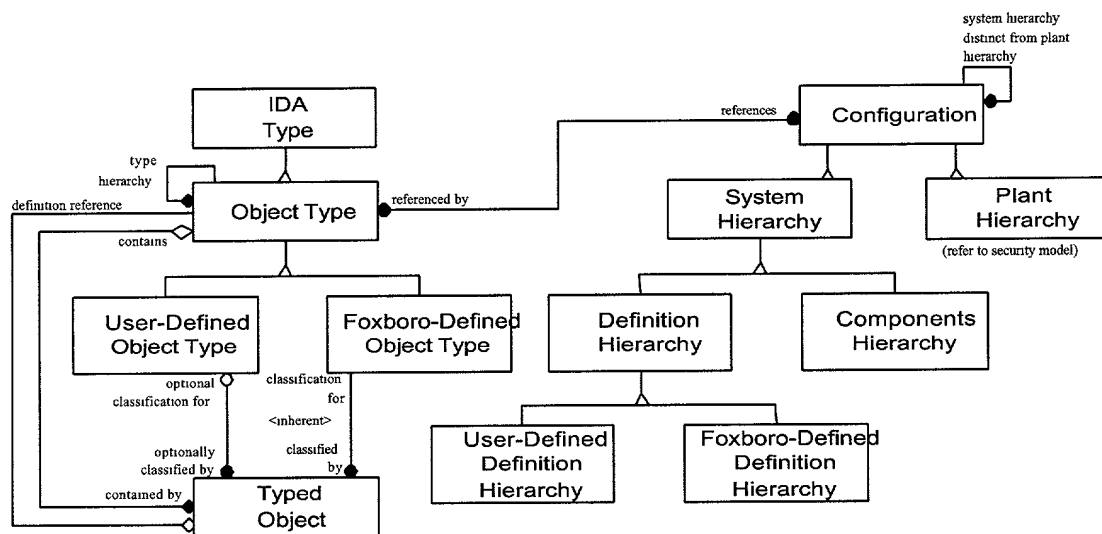 system hierarchy
distinct from plant
hierarchy
IDA
Type
references
Configuration
type
hierarchy
definition reference
Object Type
referenced by
System
Hierarchy
Plant
Hierarchy
contains
(refer to security model)
User-Defined
Object Type
Foxboro-Defined
Object Type
Definition
Hierarchy
Components
Hierarchy
optional
classification for
classification
for
<inherent>
User-Defined
Definition
Hierarchy
Foxboro-Defined
Definition
Hierarchy
optionally
classified by
classified
by
contained by
Typed
Object